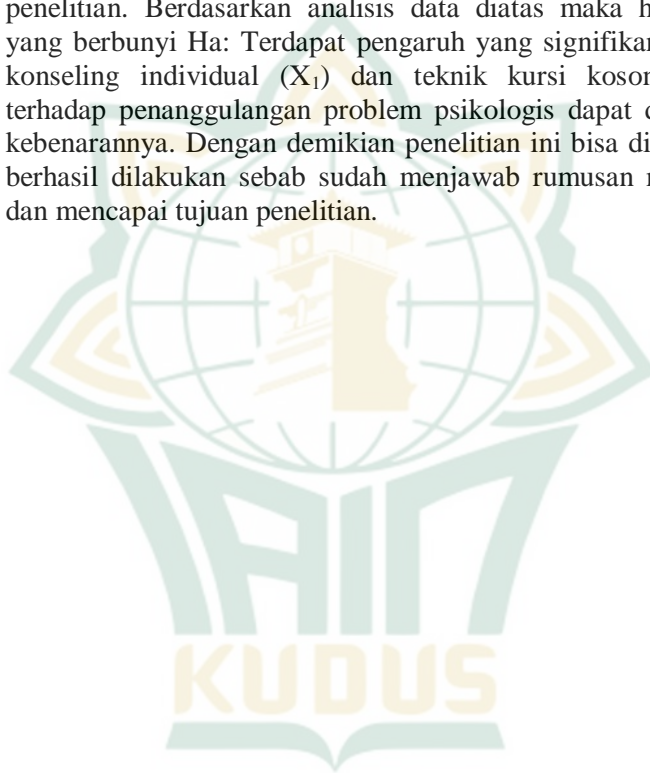 penelitian. Berdasarkan analisis data diatas maka h
yang berbunyi Ha: Terdapat pengaruh yang signifikan
konseling individual (X₁) dan teknik kursi koson
terhadap penanggulangan problem psikologis dapat d
kebenarannya. Dengan demikian penelitian ini bisa di
berhasil dilakukan sebab sudah menjawab rumusan
dan mencapai tujuan penelitian.
IAIN
KUDUS